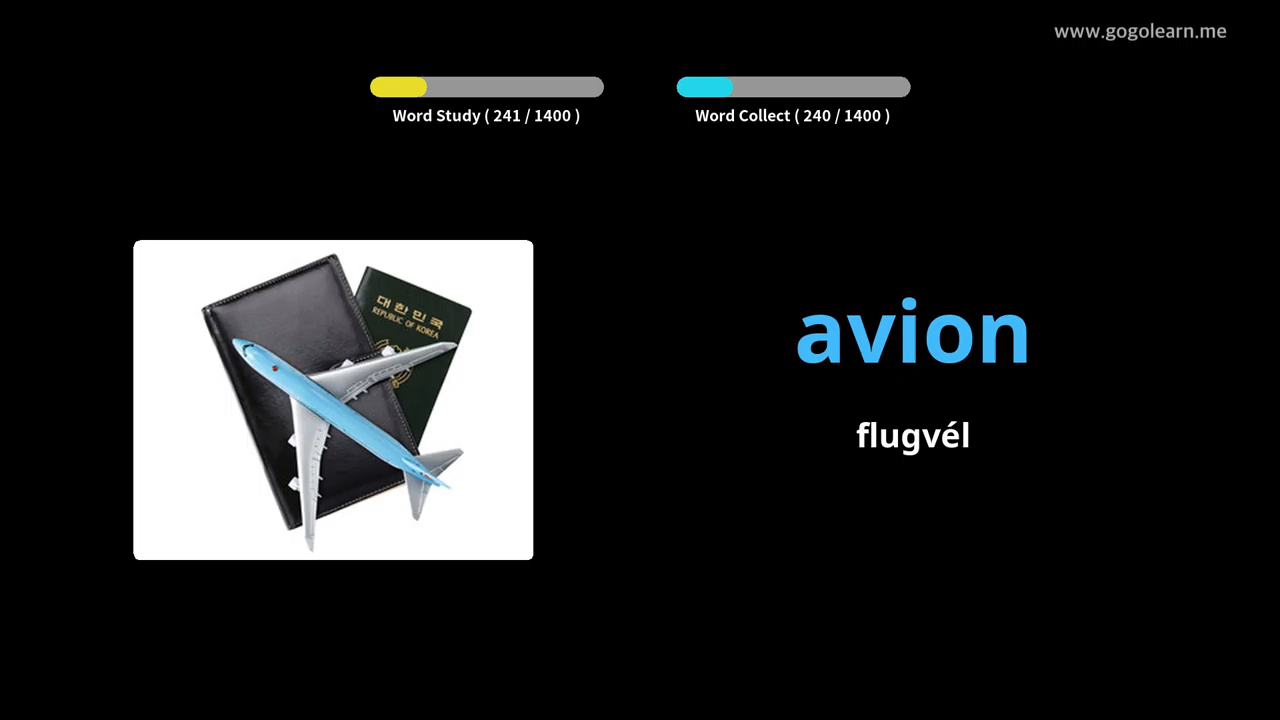 www.gogolearn.me
Word Study ( 241 / 1400 )
Word Collect ( 240 / 1400 )
대한민국
REPUBLIC OF KOREA
avion
flugvél